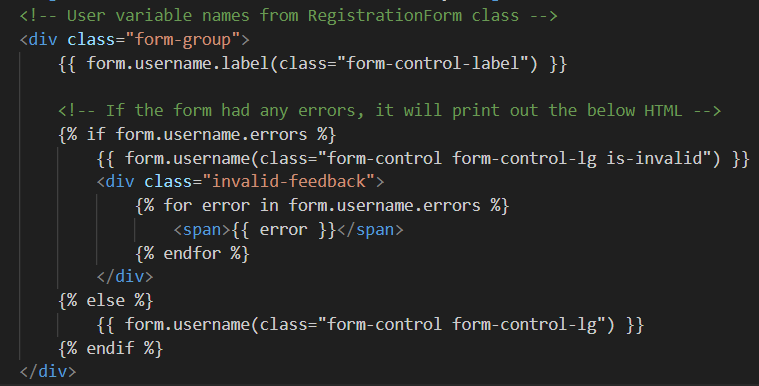 <!-- User variable names from RegistrationForm class -->
<div class="form-group">
{{ form.username.label(class="form-control-label") }}
<!-- If the form had any errors, it will print out the below HTML -->
{% if form.username.errors %}
{{ form.username(class="form-control form-control-lg is-invalid") }}
<div class="invalid-feedback">
{% for error in form.username.errors %}
<span>{{ error }}</span>
{% endfor %}
</div>
{% else %}
{{ form.username(class="form-control form-control-lg") }}
{% endif %}
</div>